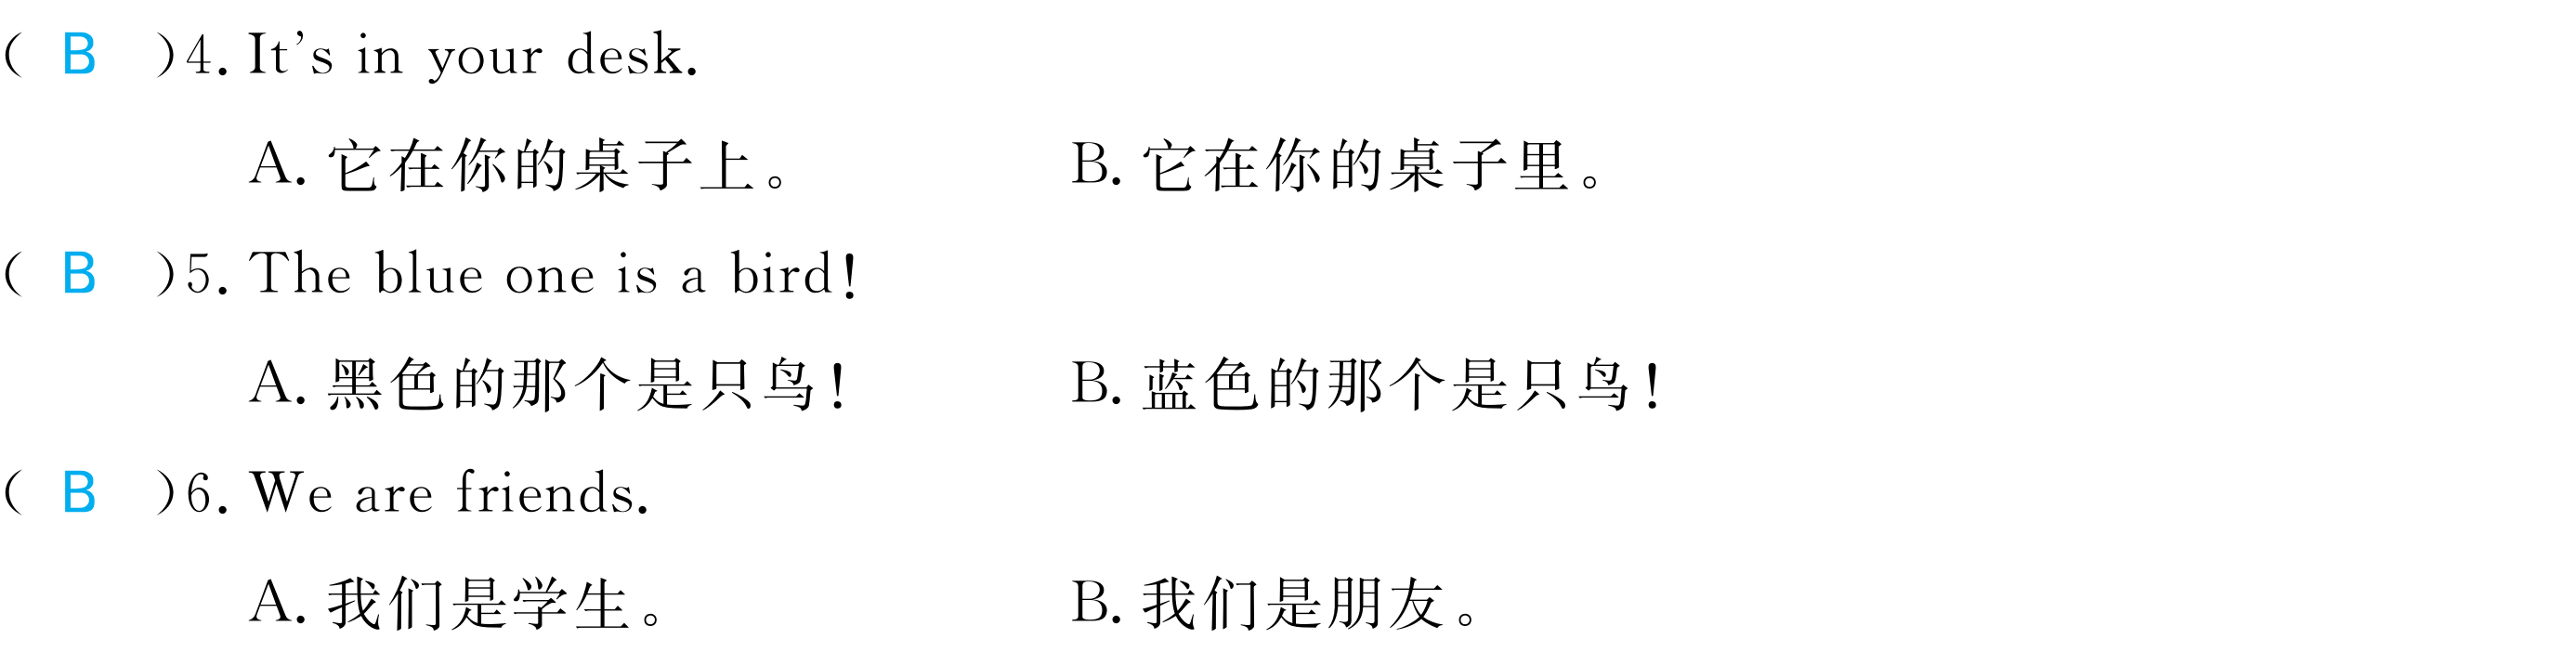 ( B )4. It's in your desk.
A. 它在你的桌子上。 B. 它在你的桌子里。
( B )5. The blue one is a bird!
A. 黑色的那个是只鸟! B. 蓝色的那个是只鸟!
( B )6. We are friends.
A. 我们是学生。 B. 我们是朋友。